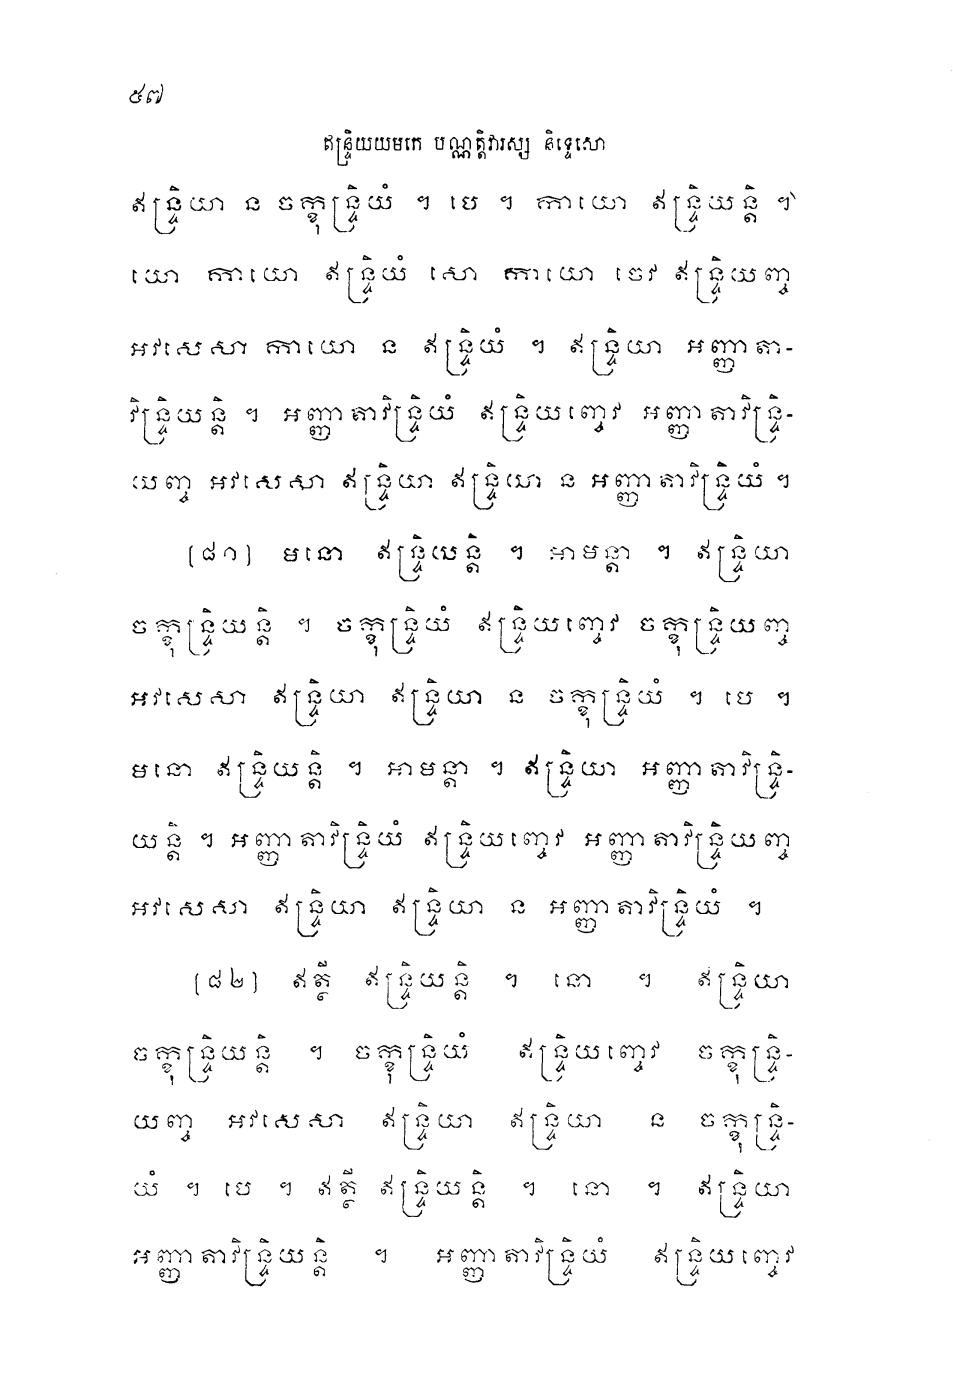 ៥៧
ឥន្ទ្រិយយមកេ បណ្ណត្តិវារស្ស និទ្ទេសោ
ឥន្ទ្រិយា ន ចក្ខុន្ទ្រិយំ ។ បេ ។ កាយោ ឥន្ទ្រិយន្តិ ។
យោ កាយោ ឥន្ទ្រិយំ សោ កាយោ ចេវ ឥន្ទ្រិយញ្ច
អវសេសា កាយោ ន ឥន្ទ្រិយំ ។ ឥន្ទ្រិយា អញ្ញាតា-
វិន្ទ្រិយន្តិ ។ អញ្ញាតាវិន្ទ្រិយំ ឥន្ទ្រិយញ្ចេវ អញ្ញាតាវិន្ទ្រិ-
យញ្ច អវសេសា ឥន្ទ្រិយា ឥន្ទ្រិយា ន អញ្ញាតាវិន្ទ្រិយំ ។
[៨១] មនោ ឥន្ទ្រិយន្តិ ។ អាមន្តា ។ ឥន្ទ្រិយា
ចក្ខុន្ទ្រិយន្តិ ។ ចក្ខុន្ទ្រិយំ ឥន្ទ្រិយញ្ចេវ ចក្ខុន្ទ្រិយញ្ច
អវសេសា ឥន្ទ្រិយា ឥន្ទ្រិយា ន ចក្ខុន្ទ្រិយំ ។ បេ ។
មនោ ឥន្ទ្រិយន្តិ ។ អាមន្តា ។ ឥន្ទ្រិយា អញ្ញាតាវិន្ទ្រិ-
យន្តិ ។ អញ្ញាតាវិន្ទ្រិយំ ឥន្ទ្រិយញ្ចេវ អញ្ញាតាវិន្ទ្រិយញ្ច
អវសេសា ឥន្ទ្រិយា ឥន្ទ្រិយា ន អញ្ញាតាវិន្ទ្រិយំ ។
[៨២] ឥត្ថី ឥន្ទ្រិយន្តិ ។ នោ ។ ឥន្ទ្រិយា
ចក្ខុន្ទ្រិយន្តិ ។ ចក្ខុន្ទ្រិយំ ឥន្ទ្រិយញ្ចេវ ចក្ខុន្ទ្រិ-
យញ្ច អវសេសា ឥន្ទ្រិយា ឥន្ទ្រិយា ន ចក្ខុន្ទ្រិ-
យំ ។ បេ ។ ឥត្ថី ឥន្ទ្រិយន្តិ ។ នោ ។ ឥន្ទ្រិយា
អញ្ញាតាវិន្ទ្រិយន្តិ ។ អញ្ញាតាវិន្ទ្រិយំ ឥន្ទ្រិយញ្ចេវ